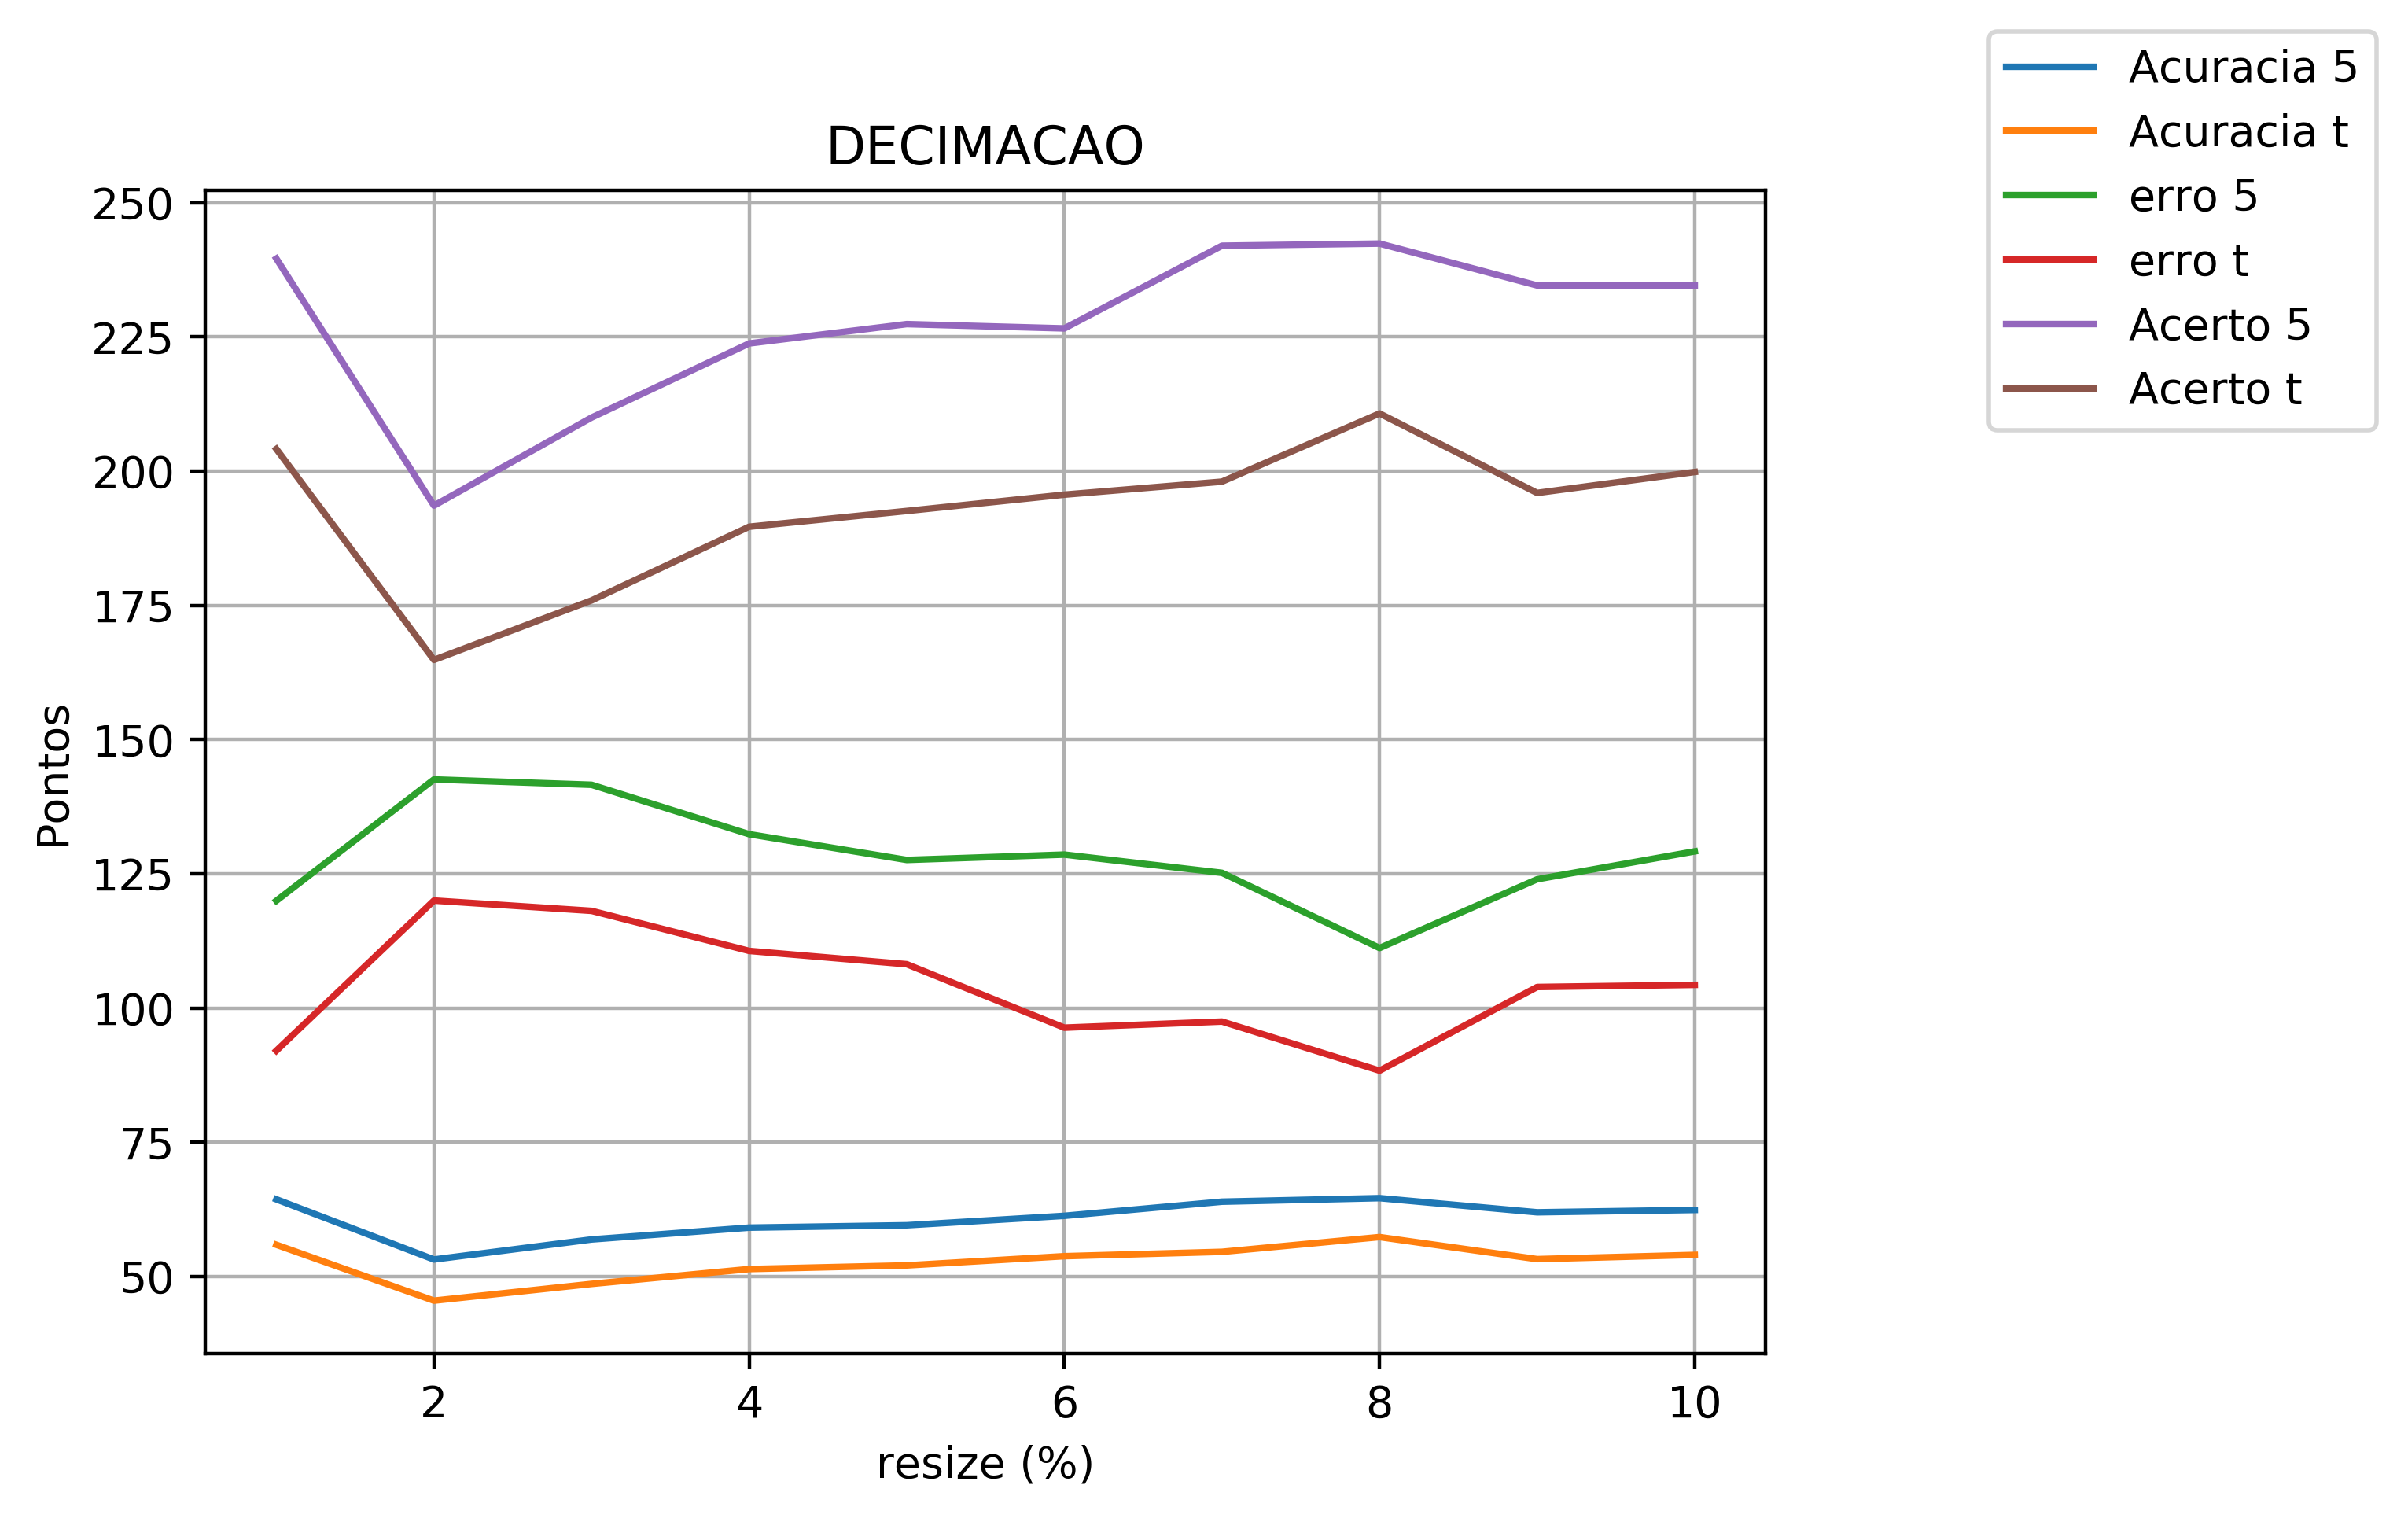 DECIMACAO
Acuracia 5
Acuracia t
erro 5
erro t
Acerto 5
Acerto t
Pontos
250
225
200
175
150
125
100
75
50
2 4 6 8 10
resize (%)